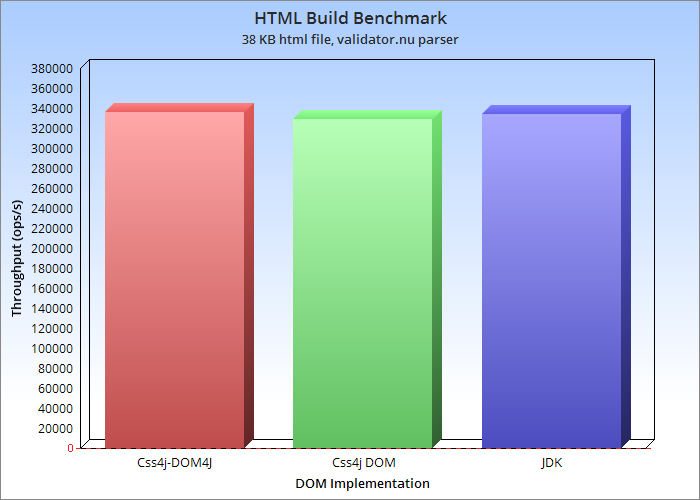 HTML Build Benchmark
38 KB html file, validator.nu parser
Throughput (ops/s)
380000
360000
340000
320000
300000
280000
260000
240000
220000
200000
180000
160000
140000
120000
100000
80000
60000
40000
20000
0
Css4j-DOM4J
Css4j DOM
JDK
DOM Implementation